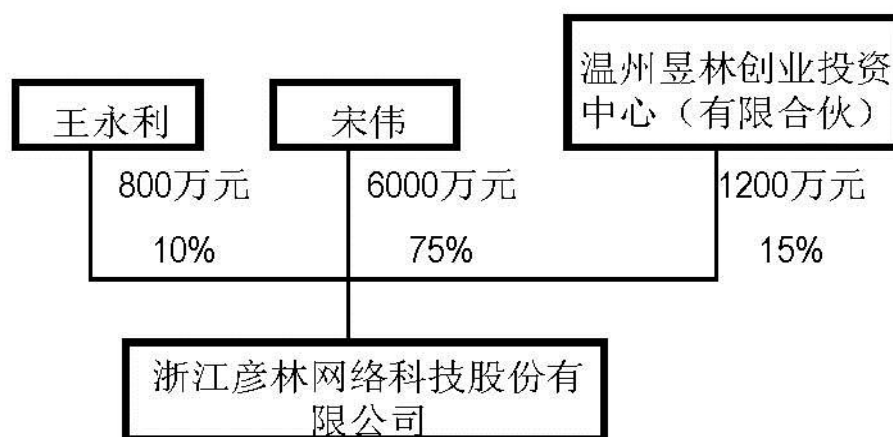 王永利
宋伟
温州昱林创业投资
中心（有限合伙）
800万元
6000万元
1200万元
10%
75%
15%
浙江彦林网络科技股份有
限公司